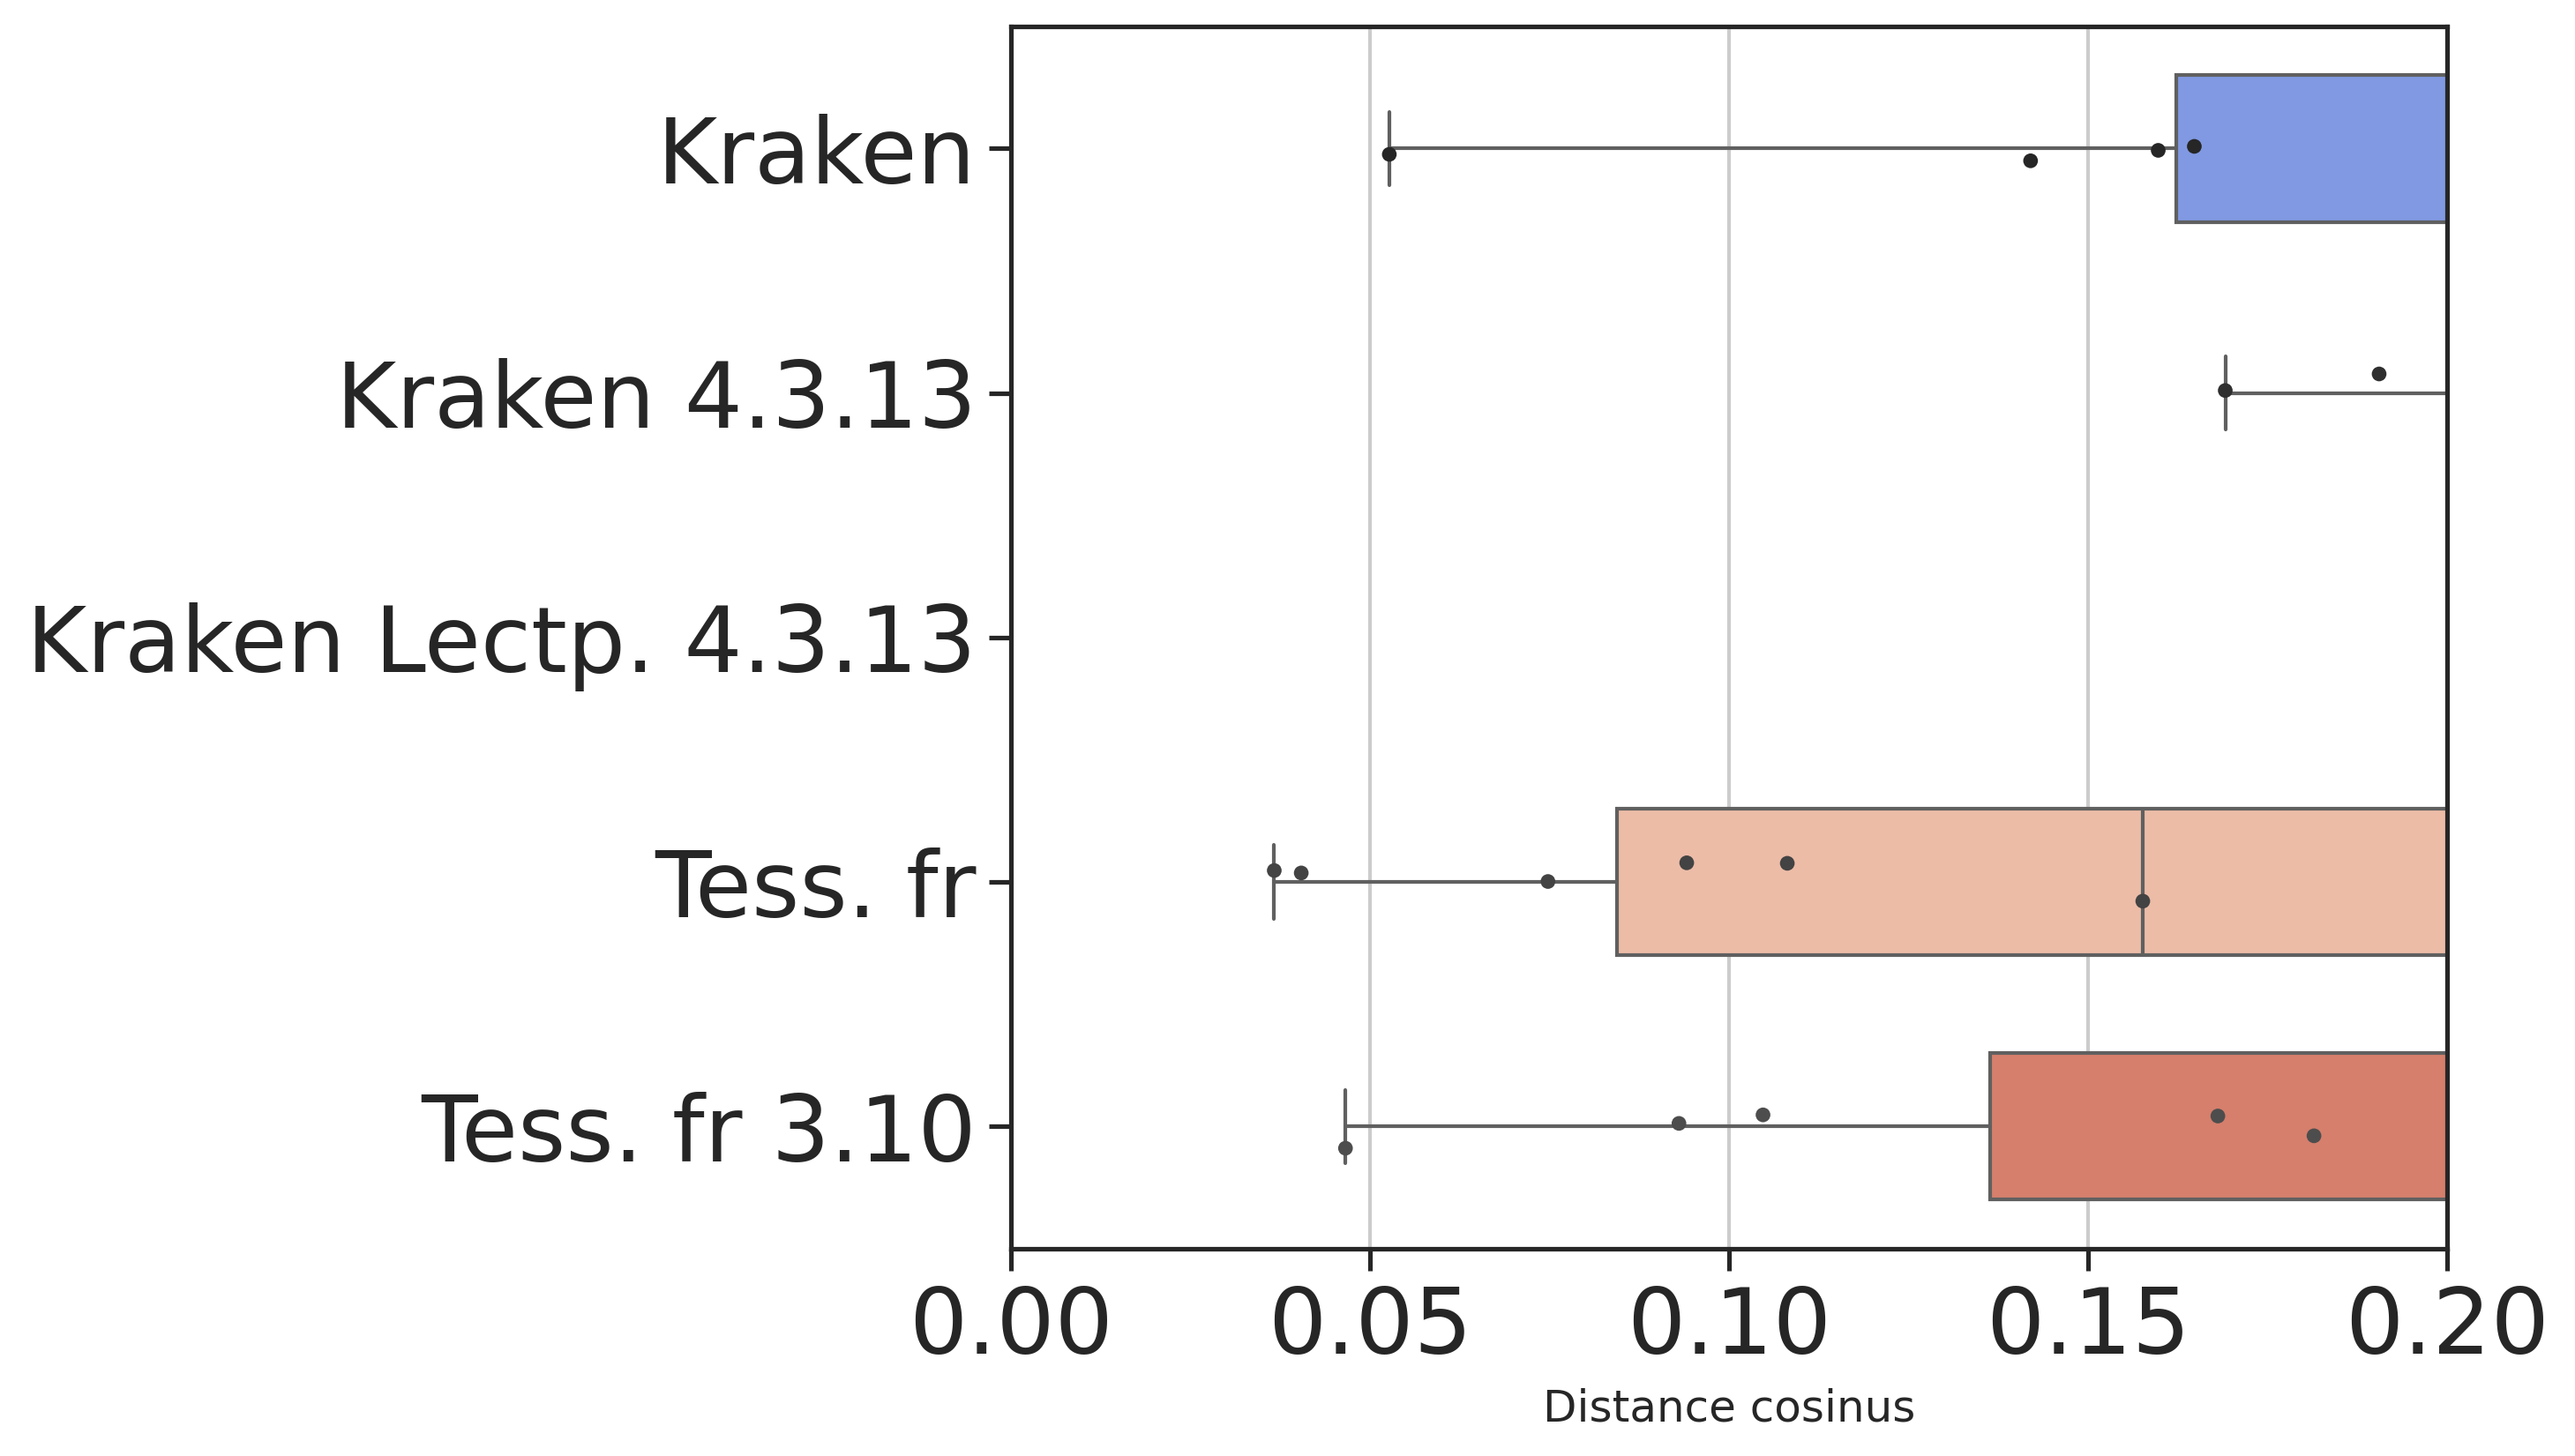 Kraken
Kraken 4.3.13
Kraken Lectp. 4.3.13
Tess. fr
Tess. fr 3.10
0.00 0.05 0.10 0.15 0.20
Distance cosinus